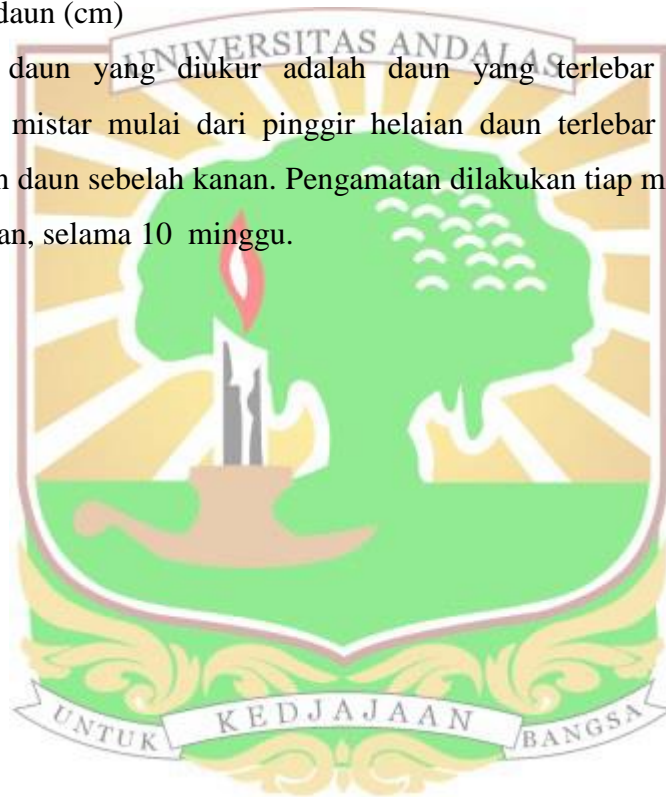 daun (cm)
UNIVERSITAS ANDALAS
daun yang diukur adalah daun yang terlebar
mistar mulai dari pinggir helaian daun terlebar
daun sebelah kanan. Pengamatan dilakukan tiap
selama 10 minggu.
UNTUK KEDJAJAAN BANGSA